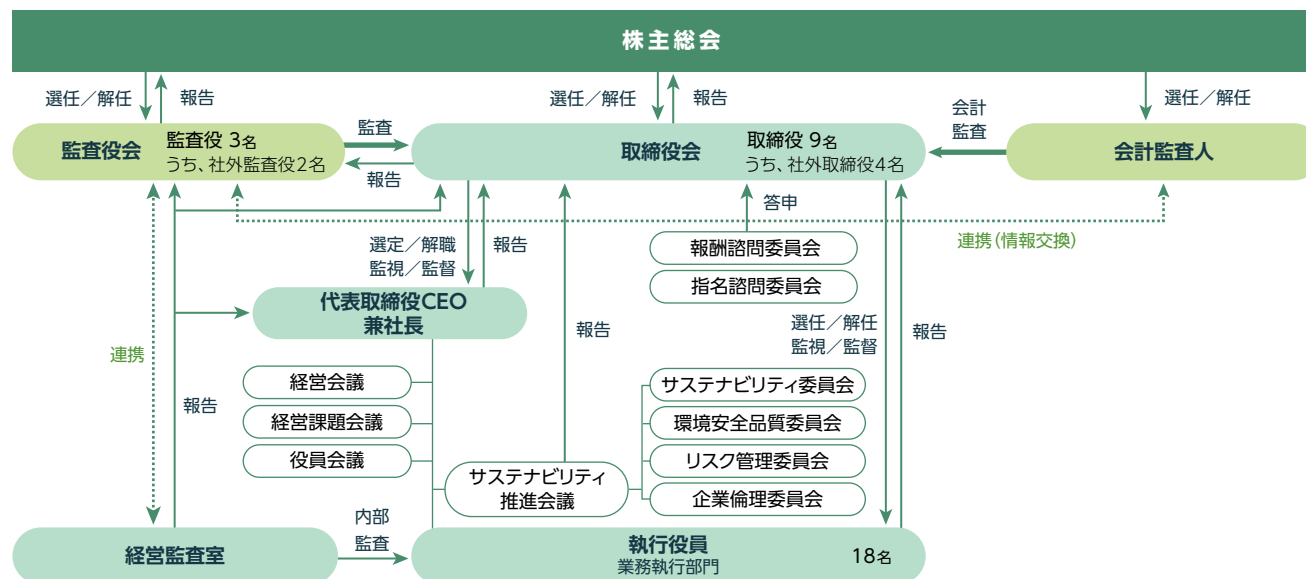 株主総会
選任／解任
報告
選任／解任
報告
選任／解任
監査役会
監査役 3名
うち、社外監査役2名
監査
報告
取締役会
取締役 9名
うち、社外取締役4名
会計
監査
会計監査人
答申
連携（情報交換）
報酬諮問委員会
指名諮問委員会
選定／解職
監視／監督
報告
代表取締役CEO
兼社長
連携
報告
経営会議
経営課題会議
役員会議
報告
サステナビリティ
推進会議
サステナビリティ委員会
環境安全品質委員会
リスク管理委員会
企業倫理委員会
選任／解任
監視／監督
報告
経営監査室
内部
監査
執行役員
業務執行部門
18名